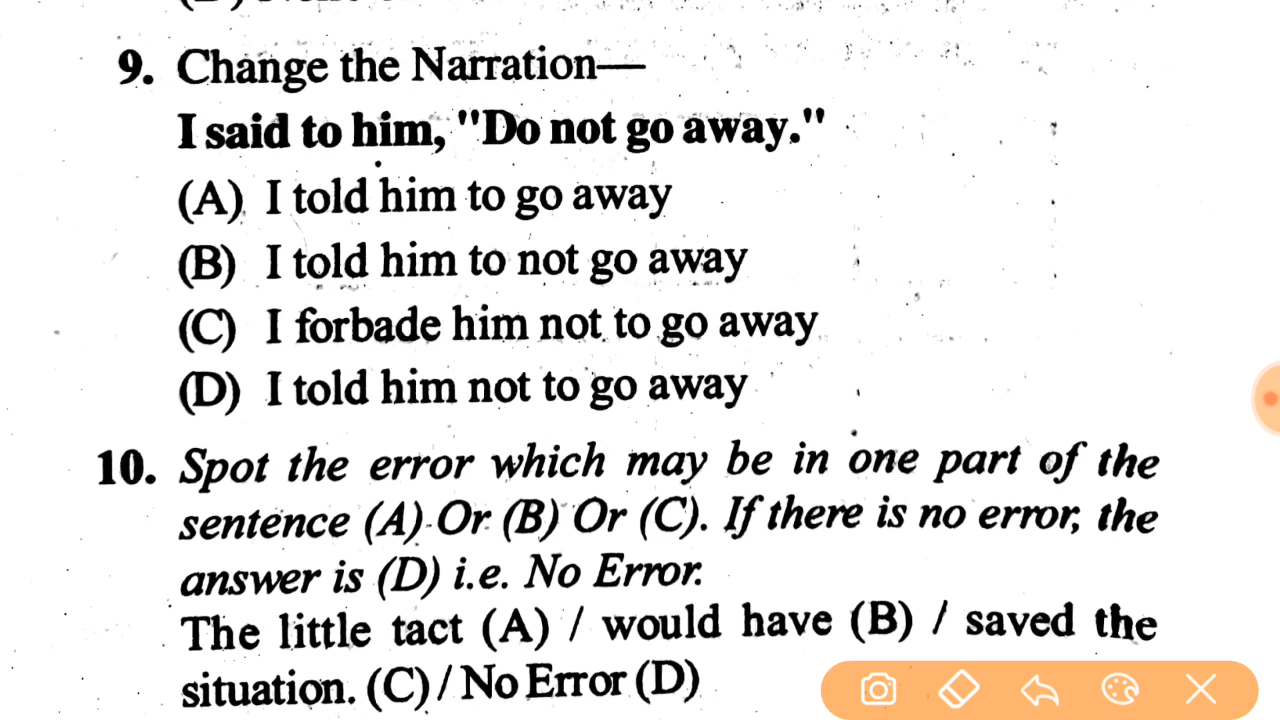 9. Change the Narration—
I said to him, "Do not go away."
(A) I told him to go away
(B) I told him to not go away
(C) I forbade him not to go away
(D) I told him not to go away
10. Spot the error which may be in one part of the
sentence (A) Or (B) Or (C). If there is no error, the
answer is (D) i.e. No Error.
The little tact (A) / would have (B) / saved the
situation. (C) / No Error (D)